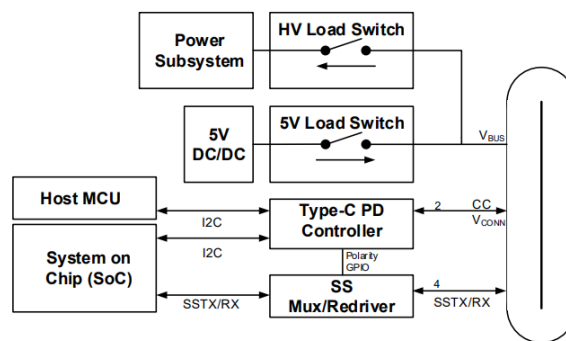 Power
Subsystem
HV Load Switch
5V
DC/DC
5V Load Switch
VBUS
Host MCU
I2C
Type-C PD
Controller
2
CC
VCONN
System on
Chip (SoC)
I2C
Polarity
GPIO
SSTX/RX
SS
Mux/Redriver
4
SSTX/RX